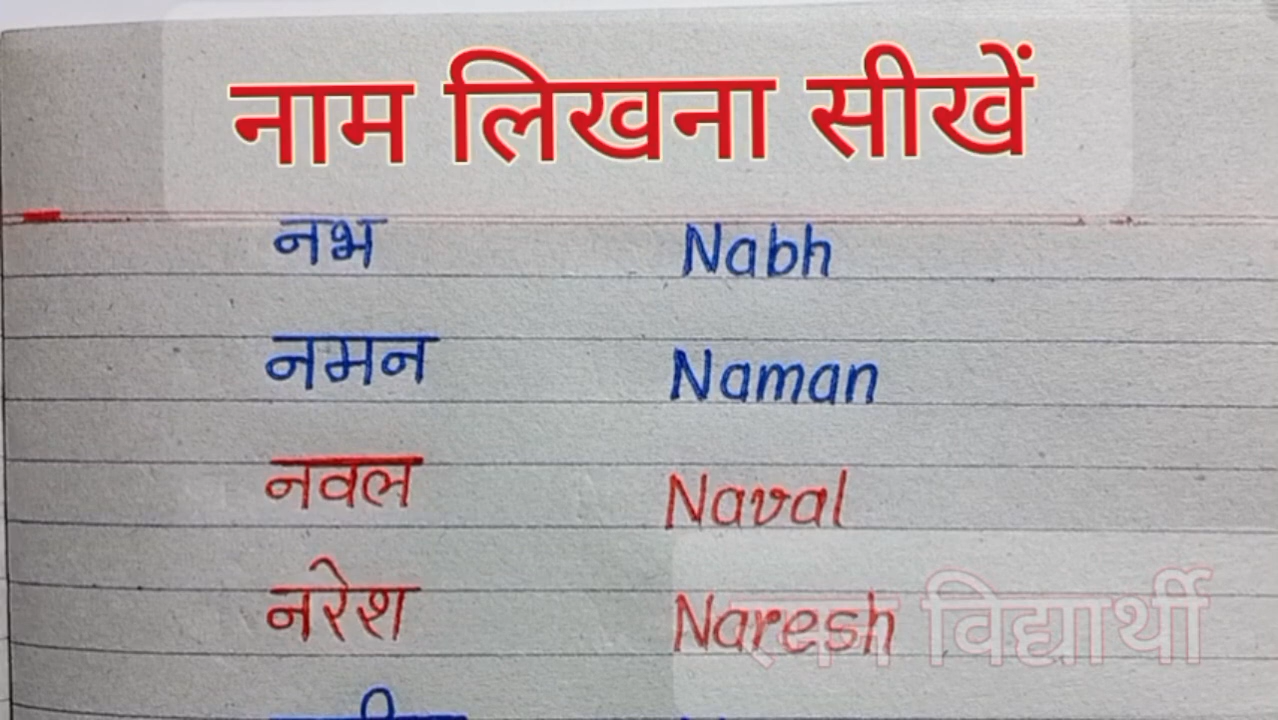 नाम लिखना सीखें
नभ Nabh
नमन Naman
नवल Naval
नरेश Naresh
विद्यार्थी